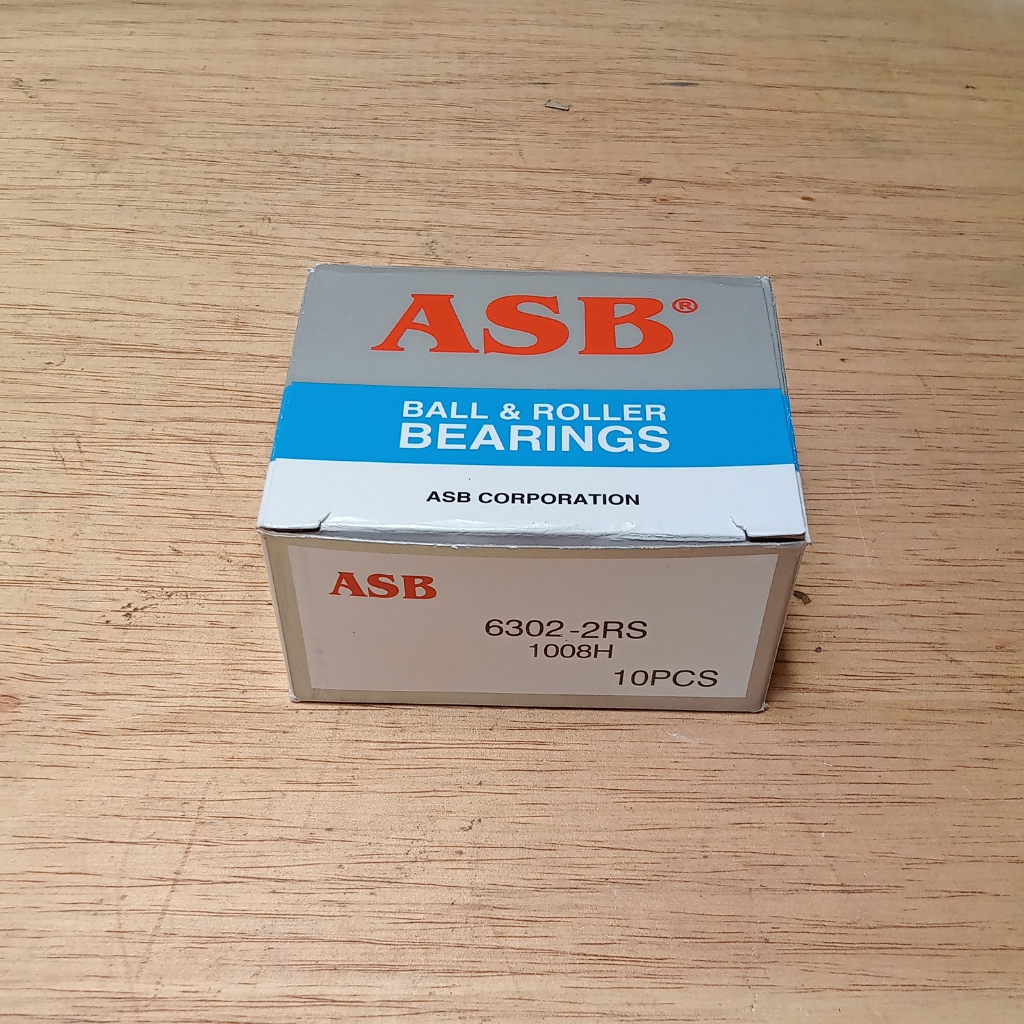 ASB®
BALL & ROLLER
BEARINGS
ASB CORPORATION
ASB
6302-2RS
1008H
10PCS